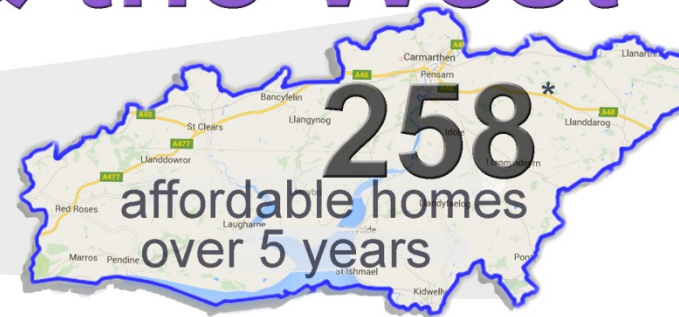 the West
Carmarthen
A40
Pensarn
Bancyfelin
258*
A40
Llangynog
St Clears
A48
Llanddarog
A477
Idole
Llanddowror
A477
affordable homes
Red Roses
Laugharne
over 5 years
Marros
Pendine
St Ishmael
Kidwelly